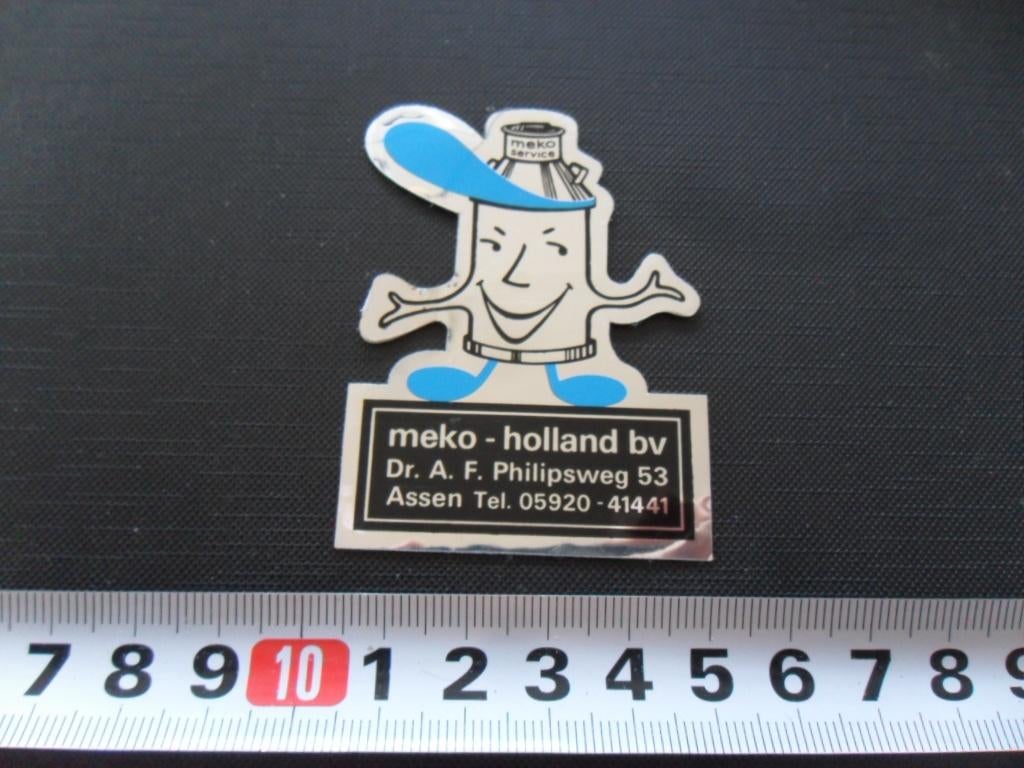 meko
service
meko - holland bv
Dr. A. F. Philipsweg 53
Assen Tel. 05920 - 41441
7 8 9 10 1 2 3 4 5 6 7 8 9